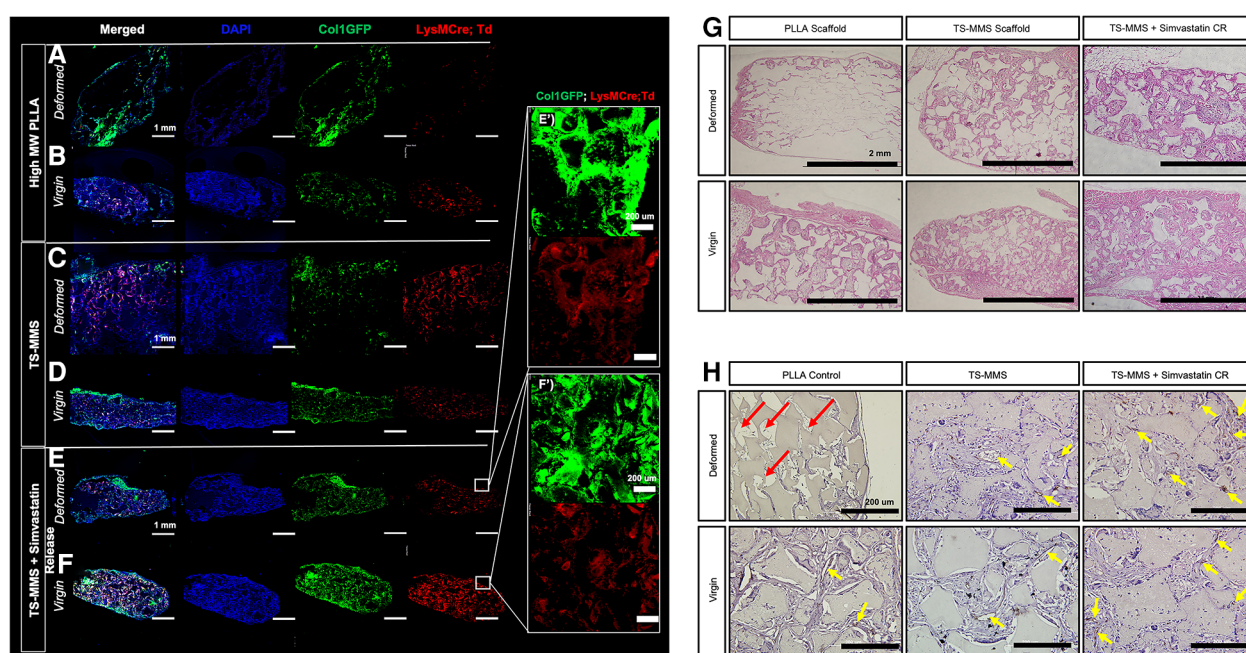 Merged DAPI Col1GFP LysMCre; Td
High MW PLLA
A
Deformed
1 mm
B
Virgin
TS-MMS
C
Deformed
1 mm
D
Virgin
TS-MMS + Simvastatin
Release
E
Deformed
1 mm
F
Virgin
Col1GFP; LysMCre;Td
E')
200 um
F')
200 um
G
PLLA Scaffold TS-MMS Scaffold TS-MMS + Simvastatin CR
Deformed
2 mm
Virgin
H
PLLA Control TS-MMS TS-MMS + Simvastatin CR
Deformed
200 um
Virgin